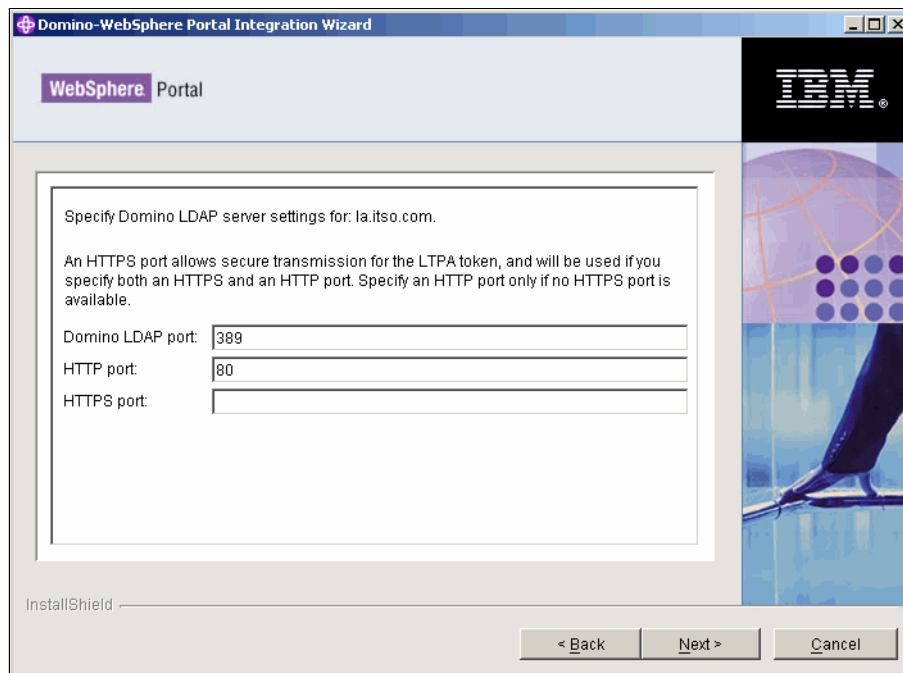 Domino-WebSphere Portal Integration Wizard
WebSphere Portal
IBM®
Specify Domino LDAP server settings for: la.itso.com.
An HTTPS port allows secure transmission for the LTPA token, and will be used if you
specify both an HTTPS and an HTTP port. Specify an HTTP port only if no HTTPS port is
available.
Domino LDAP port: 389
HTTP port: 80
HTTPS port:
InstallShield
< Back Next > Cancel